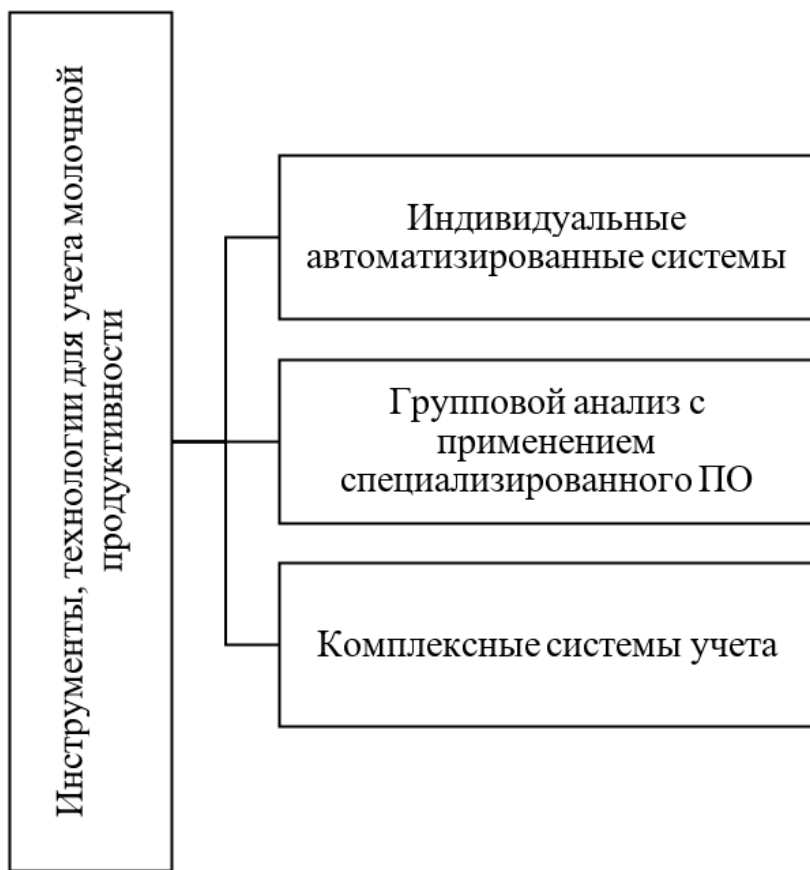 Инструменты, технологии для учета молочной
продуктивности
Индивидуальные
автоматизированные системы
Групповой анализ с
применением
специализированного ПО
Комплексные системы учета